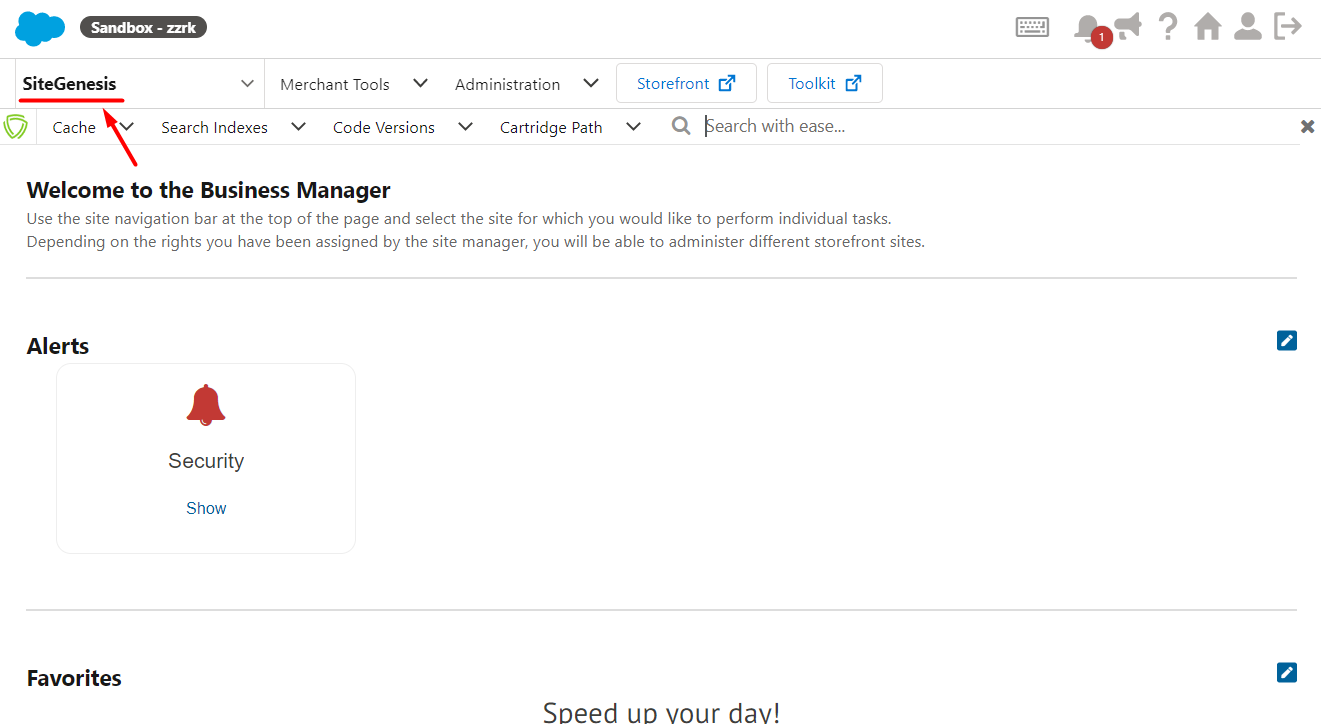 Sandbox - zzrk
1
SiteGenesis
Merchant Tools
Administration
Storefront
Toolkit
Cache
Search Indexes
Code Versions
Cartridge Path
Search with ease...
Welcome to the Business Manager
Use the site navigation bar at the top of the page and select the site for which you would like to perform individual tasks.
Depending on the rights you have been assigned by the site manager, you will be able to administer different storefront sites.
Alerts
Security
Show
Favorites
Speed up your day!